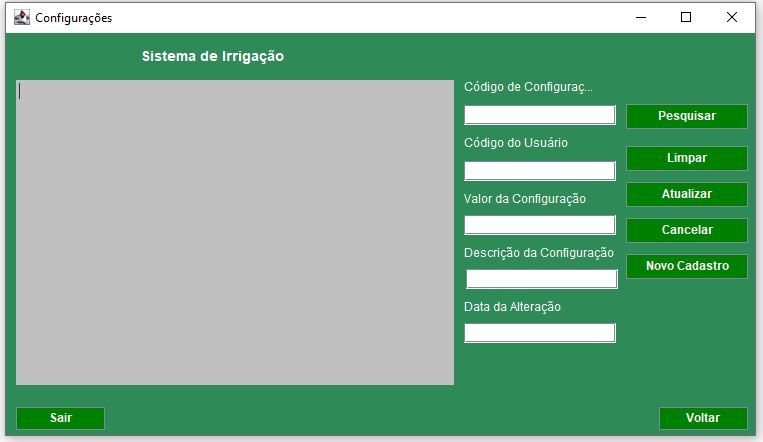 Configurações
Sistema de Irrigação
Código de Configuraç...
Pesquisar
Código do Usuário
Limpar
Atualizar
Valor da Configuração
Cancelar
Descrição da Configuração
Novo Cadastro
Data da Alteração
Sair
Voltar